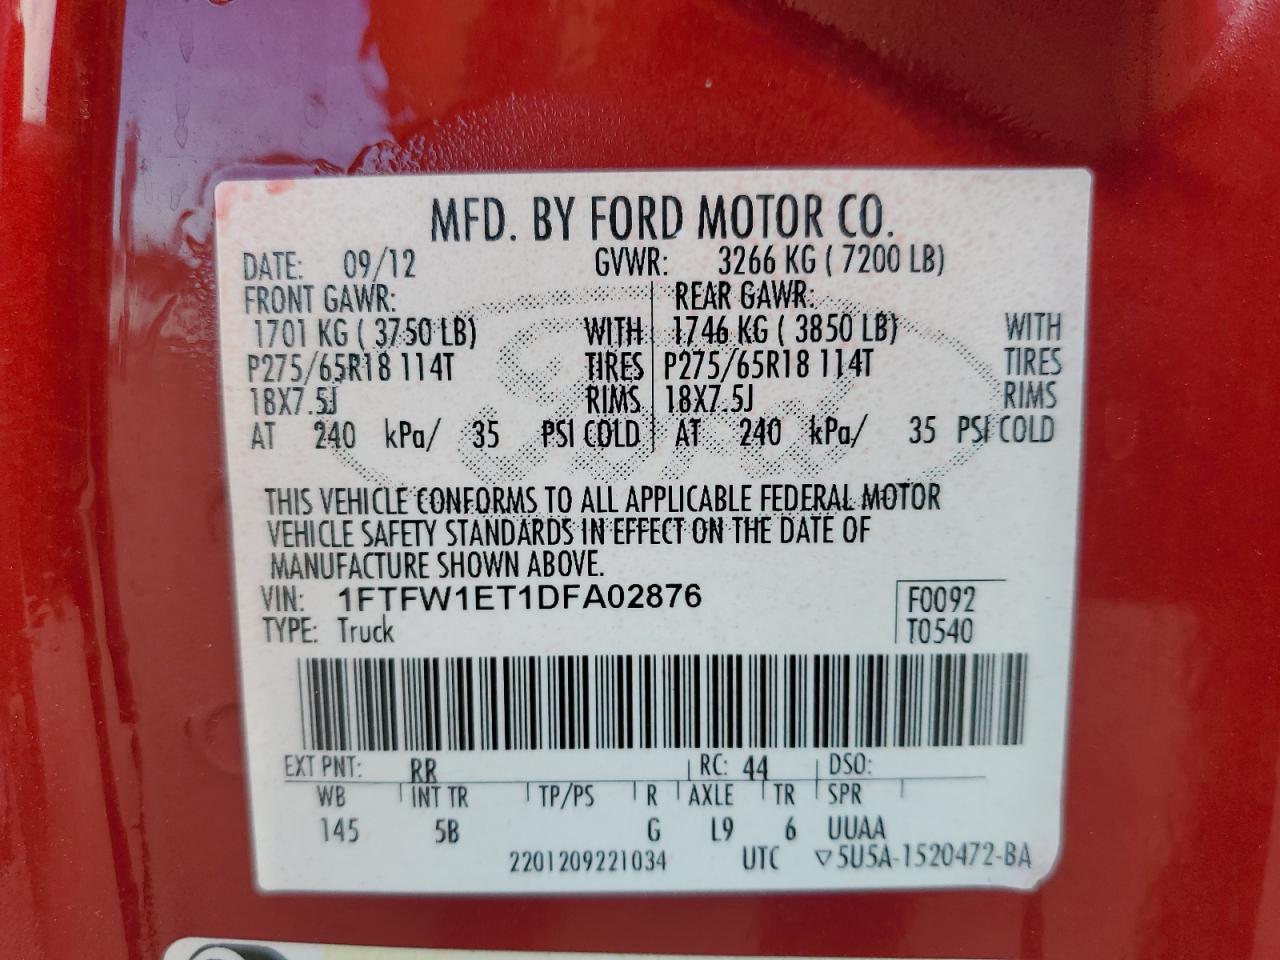 MFD. BY FORD MOTOR CO.
DATE: 09/12 GVWR: 3266 KG ( 7200 LB)
FRONT GAWR: REAR GAWR:
1701 KG ( 3750 LB) WITH 1746 KG ( 3850 LB) WITH
P275/65R18 114T TIRES P275/65R18 114T TIRES
18X7.5J RIMS 18X7.5J RIMS
AT 240 kPa/ 35 PSI COLD AT 240 kPa/ 35 PSI COLD
THIS VEHICLE CONFORMS TO ALL APPLICABLE FEDERAL MOTOR
VEHICLE SAFETY STANDARDS IN EFFECT ON THE DATE OF
MANUFACTURE SHOWN ABOVE.
VIN: 1FTFW1ET1DFA02876 F0092
TYPE: Truck T0540
EXT PNT: RR RC: 44 DSO:
WB INT TR TP/PS R AXLE TR SPR
145 5B G L9 6 UUAA
2201209221034 UTC ▽5U5A-1520472-BA